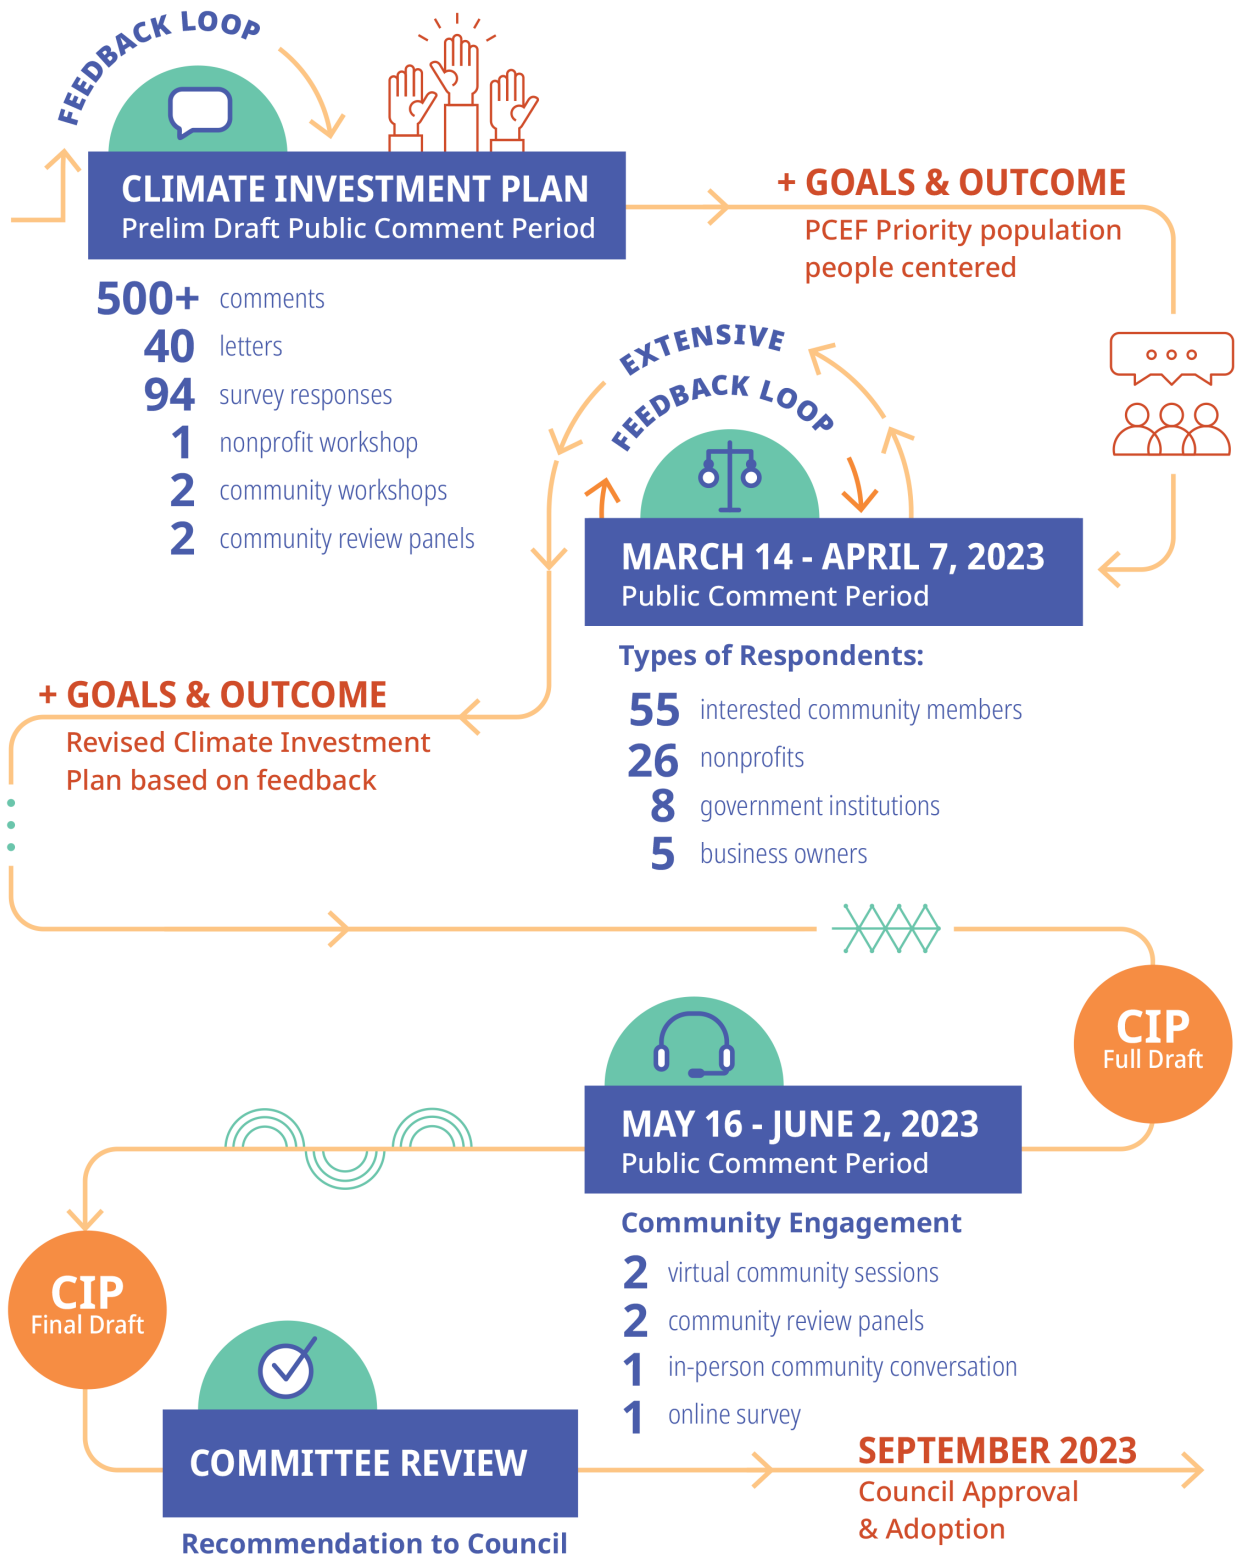 FEEDBACK LOOP
CLIMATE INVESTMENT PLAN
Prelim Draft Public Comment Period
500+ comments
40 letters
94 survey responses
1 nonprofit workshop
2 community workshops
2 community review panels
+ GOALS & OUTCOME
PCEF Priority population
people centered
EXTENSIVE
FEEDBACK LOOP
MARCH 14 - APRIL 7, 2023
Public Comment Period
Types of Respondents:
55 interested community members
26 nonprofits
8 government institutions
5 business owners
+ GOALS & OUTCOME
Revised Climate Investment
Plan based on feedback
CIP
Full Draft
MAY 16 - JUNE 2, 2023
Public Comment Period
Community Engagement
2 virtual community sessions
2 community review panels
1 in-person community conversation
1 online survey
CIP
Final Draft
COMMITTEE REVIEW
Recommendation to Council
SEPTEMBER 2023
Council Approval
& Adoption